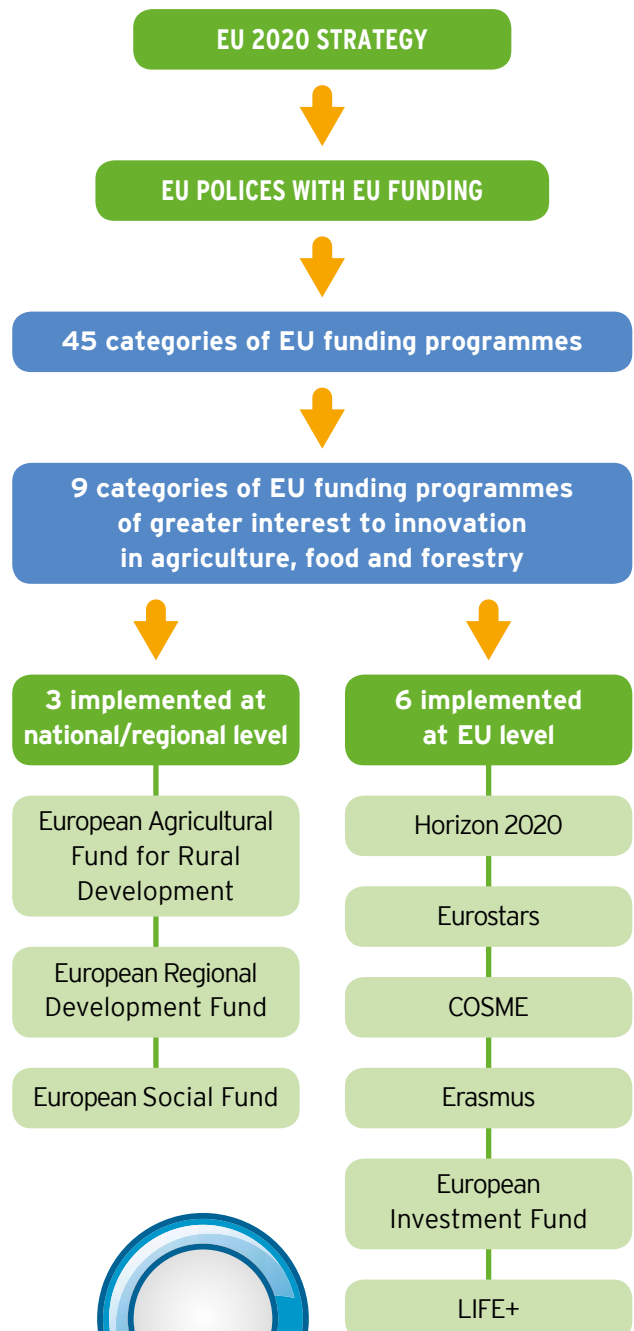 EU 2020 STRATEGY
EU POLICES WITH EU FUNDING
45 categories of EU funding programmes
9 categories of EU funding programmes
of greater interest to innovation
in agriculture, food and forestry
3 implemented at
national/regional level
European Agricultural
Fund for Rural
Development
European Regional
Development Fund
European Social Fund
6 implemented
at EU level
Horizon 2020
Eurostars
COSME
Erasmus
European
Investment Fund
LIFE+